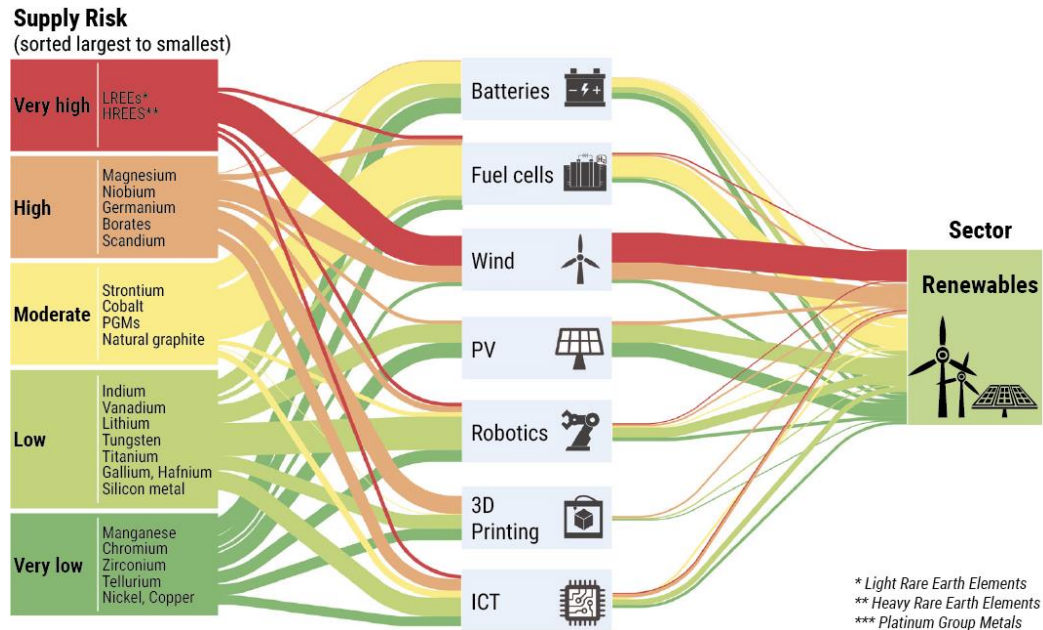 Supply Risk
(sorted largest to smallest)
Very high
LREEs*
HREES**
High
Magnesium
Niobium
Germanium
Borates
Scandium
Moderate
Strontium
Cobalt
PGMs
Natural graphite
Low
Indium
Vanadium
Lithium
Tungsten
Titanium
Gallium, Hafnium
Silicon metal
Very low
Manganese
Chromium
Zirconium
Tellurium
Nickel, Copper
Batteries
Fuel cells
H₂
Wind
PV
Robotics
3D
Printing
ICT
Sector
Renewables
* Light Rare Earth Elements
** Heavy Rare Earth Elements
*** Platinum Group Metals